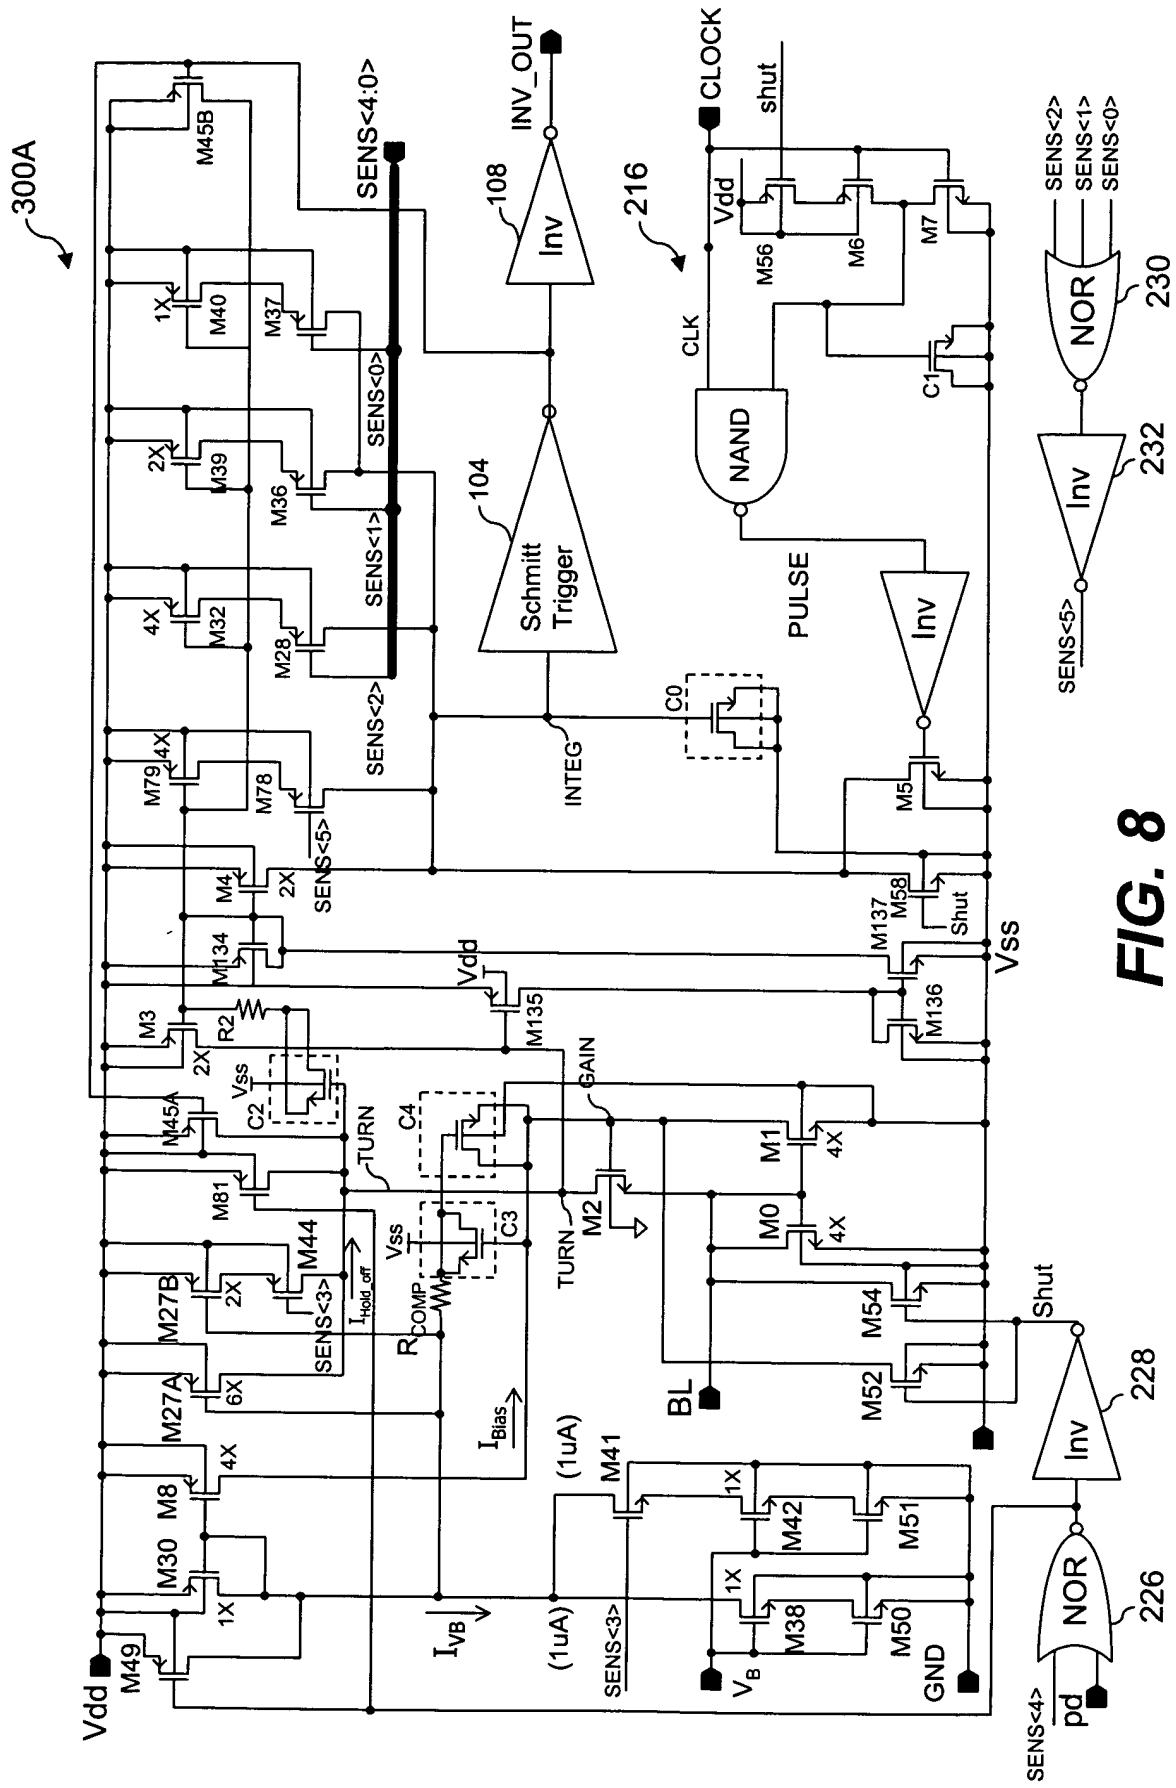 300A
Vdd
M49
M30
1X
M8
4X
M27A
6X
M27B
2X
M44
SENS<3>
I Hold_off
M81
M45A
TURN
C2
Vss
R2
M3
2X
M134
M4
2X
M79
4X
M78
SENS<5>
M32
4X
M28
SENS<2>
M39
2X
M36
SENS<1>
M40
1X
M37
SENS<0>
M45B
SENS<4:0>
INV_OUT
108
Inv
104
Schmitt
Trigger
INTEG
C0
I VB
(1uA)
(1uA)
I Bias
R COMP
Vss
C3
C4
TURN
GAIN
M2
M135
Vdd
SENS<3>
M41
V B
M38
1X
M50
M42
1X
M51
GND
BL
M52
M54
M0
4X
M1
4X
M136
M137
M58
Shut
M5
Vss
Inv
PULSE
NAND
CLK
216
CLOCK
Vdd
shut
M56
M6
M7
C1
SENS<4>
pd
NOR
226
Inv
228
Shut
SENS<5>
Inv
232
NOR
230
SENS<2>
SENS<1>
SENS<0>
FIG. 8